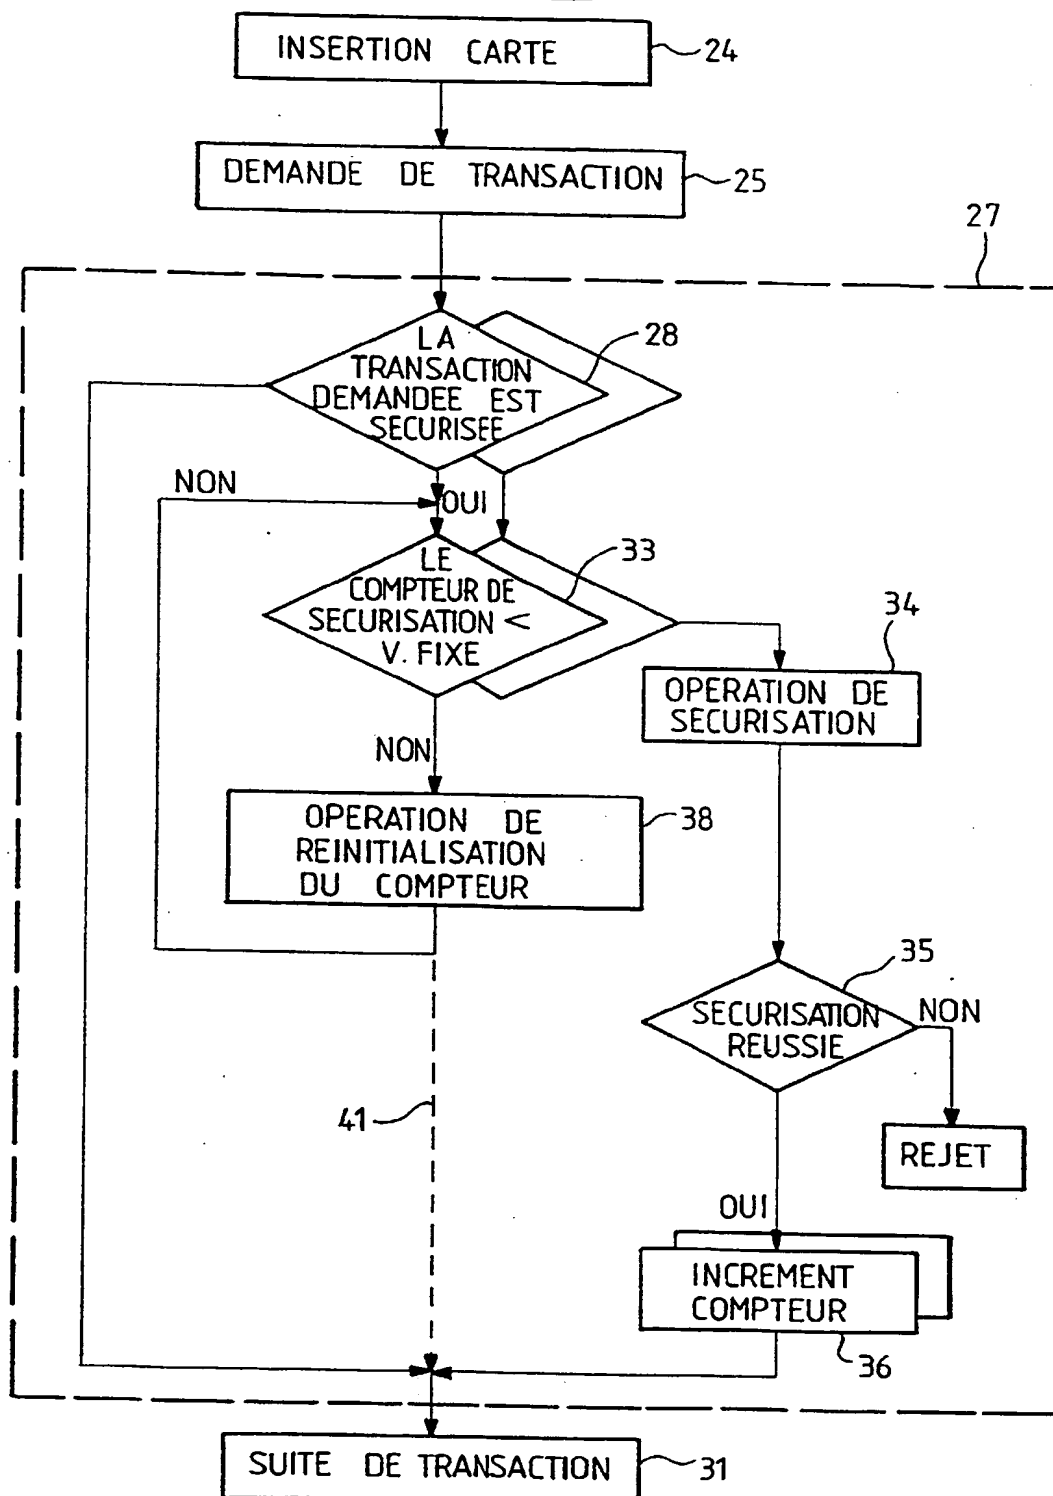 INSERTION CARTE
24
DEMANDE DE TRANSACTION
25
27
LA
TRANSACTION
DEMANDEE EST
SECURISEE
28
NON
OUI
LE
COMPTEUR DE
SECURISATION <
V. FIXE
33
34
OPERATION DE
SECURISATION
NON
OPERATION DE
REINITIALISATION
DU COMPTEUR
38
35
SECURISATION
REUSSIE
NON
41
REJET
OUI
INCREMENT
COMPTEUR
36
SUITE DE TRANSACTION
31